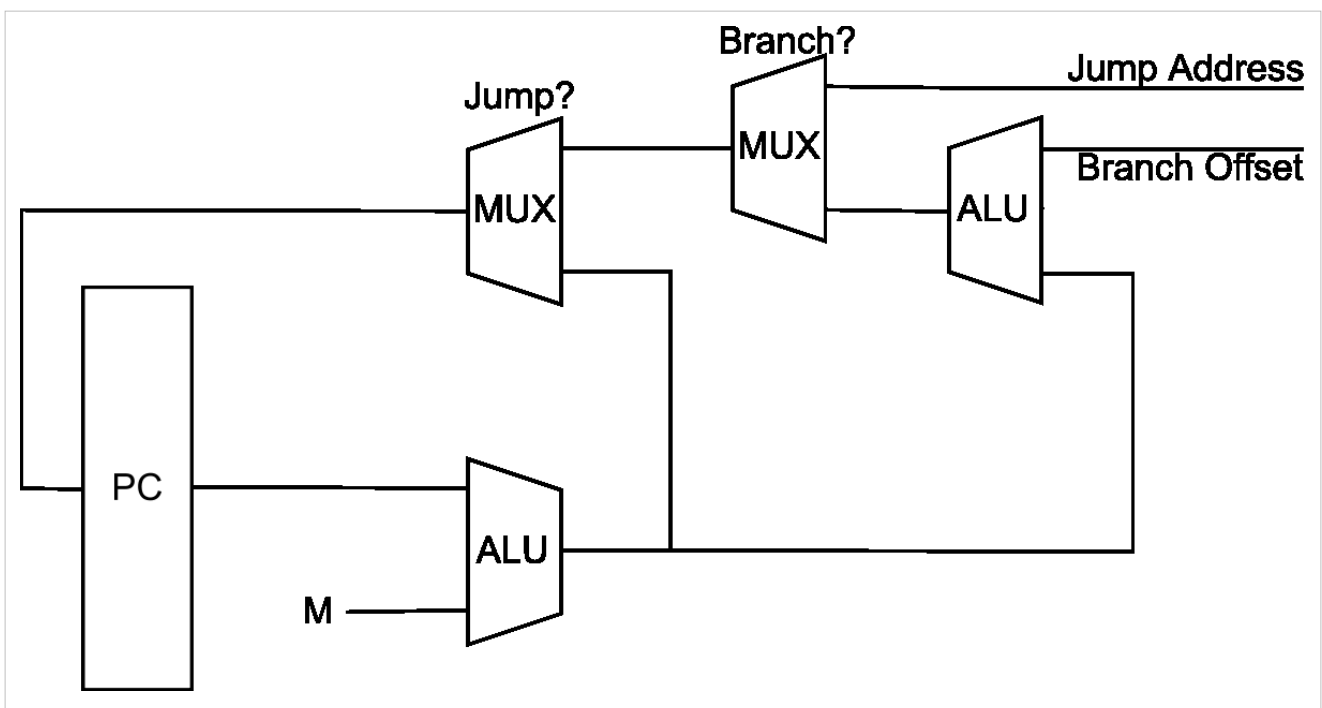 Branch?
Jump Address
Jump?
MUX
Branch Offset
MUX
ALU
PC
ALU
M